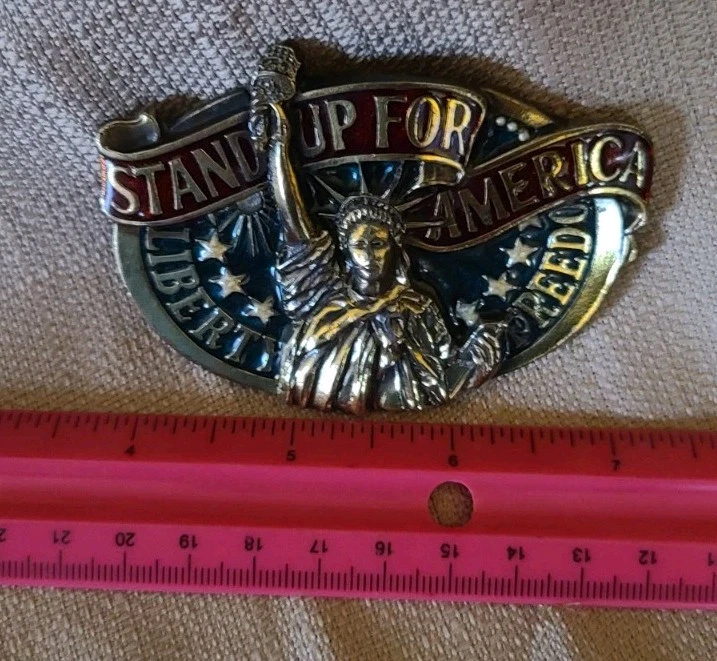 STAND UP FOR AMERICA
LIBERTY
FREEDO
4 5 6 7
21 20 19 18 17 16 15 14 13 12